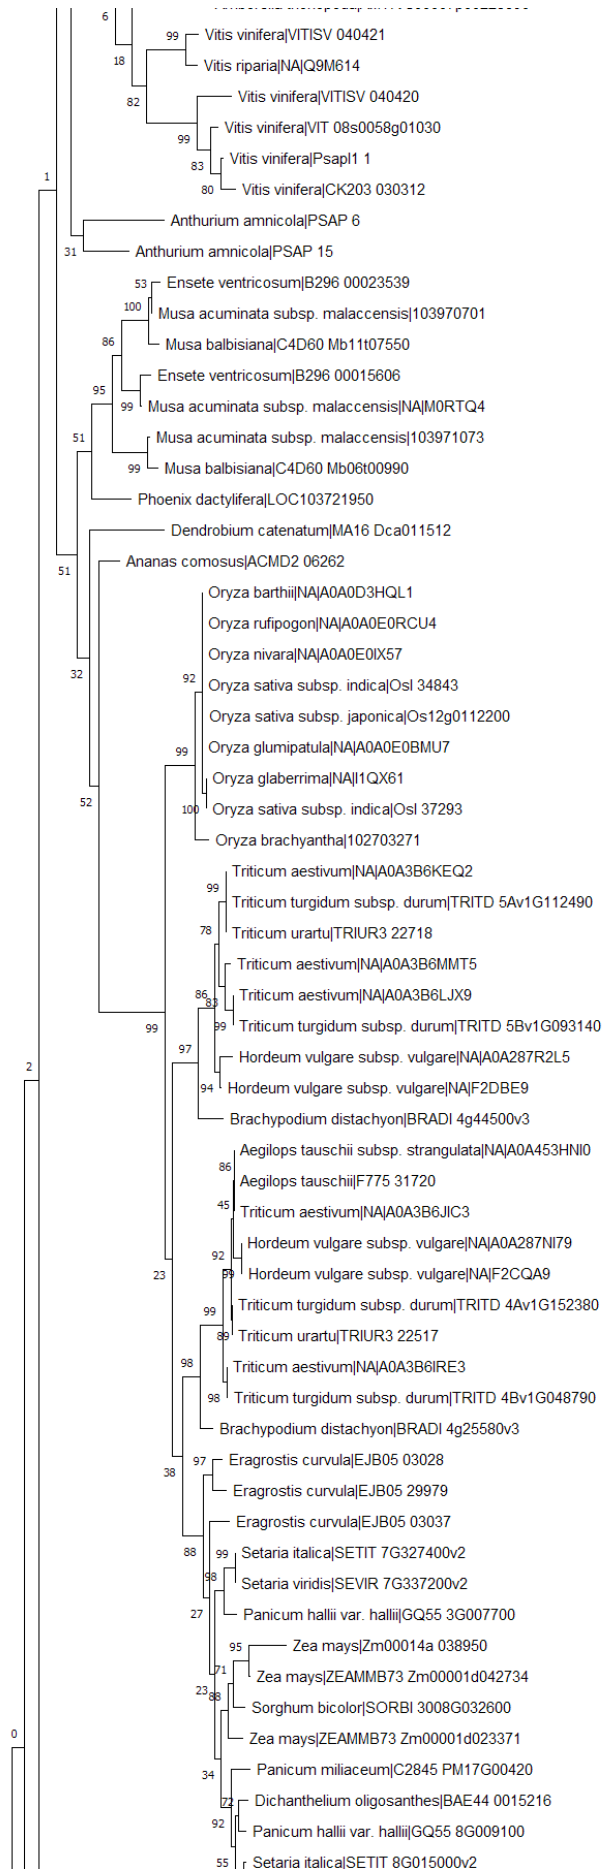 6
99
Vitis vinifera|VITISV 040421
18
Vitis riparia|NA|Q9M614
82
Vitis vinifera|VITISV 040420
Vitis vinifera|VIT 08s0058g01030
99
Vitis vinifera|Psapl1 1
83
1
80
Vitis vinifera|CK203 030312
Anthurium amnicola|PSAP 6
31
Anthurium amnicola|PSAP 15
53
Ensete ventricosum|B296 00023539
100
Musa acuminata subsp. malaccensis|103970701
86
Musa balbisiana|C4D60 Mb11t07550
Ensete ventricosum|B296 00015606
95
99
Musa acuminata subsp. malaccensis|NA|M0RTQ4
51
Musa acuminata subsp. malaccensis|103971073
99
Musa balbisiana|C4D60 Mb06t00990
Phoenix dactylifera|LOC103721950
Dendrobium catenatum|MA16 Dca011512
51
Ananas comosus|ACMD2 06262
Oryza barthii|NA|A0A0D3HQL1
Oryza rufipogon|NA|A0A0E0RCU4
Oryza nivara|NA|A0A0E0IX57
32
92
Oryza sativa subsp. indica|OsI 34843
Oryza sativa subsp. japonica|Os12g0112200
99
Oryza glumipatula|NA|A0A0E0BMU7
Oryza glaberrima|NA|I1QX61
52
100
Oryza sativa subsp. indica|OsI 37293
Oryza brachyantha|102703271
Triticum aestivum|NA|A0A3B6KEQ2
99
Triticum turgidum subsp. durum|TRITD 5Av1G112490
78
Triticum urartu|TRIUR3 22718
Triticum aestivum|NA|A0A3B6MMT5
86
83
Triticum aestivum|NA|A0A3B6LJX9
99
99
Triticum turgidum subsp. durum|TRITD 5Bv1G093140
97
Hordeum vulgare subsp. vulgare|NA|A0A287R2L5
2
94
Hordeum vulgare subsp. vulgare|NA|F2DBE9
Brachypodium distachyon|BRADI 4g44500v3
Aegilops tauschii subsp. strangulata|NA|A0A453HNI0
86
Aegilops tauschii|F775 31720
45
Triticum aestivum|NA|A0A3B6JIC3
Hordeum vulgare subsp. vulgare|NA|A0A287NI79
92
23
99
Hordeum vulgare subsp. vulgare|NA|F2CQA9
Triticum turgidum subsp. durum|TRITD 4Av1G152380
99
89
Triticum urartu|TRIUR3 22517
98
Triticum aestivum|NA|A0A3B6IRE3
98
Triticum turgidum subsp. durum|TRITD 4Bv1G048790
Brachypodium distachyon|BRADI 4g25580v3
97
Eragrostis curvula|EJB05 03028
38
Eragrostis curvula|EJB05 29979
Eragrostis curvula|EJB05 03037
88
99
Setaria italica|SETIT 7G327400v2
98
Setaria viridis|SEVIR 7G337200v2
27
Panicum hallii var. hallii|GQ55 3G007700
95
Zea mays|Zm00014a 038950
71
Zea mays|ZEAMMB73 Zm00001d042734
23
88
Sorghum bicolor|SORBI 3008G032600
0
Zea mays|ZEAMMB73 Zm00001d023371
34
Panicum miliaceum|C2845 PM17G00420
72
Dichanthelium oligosanthes|BAE44 0015216
92
Panicum hallii var. hallii|GQ55 8G009100
55
Setaria italica|SETIT 8G015000v2